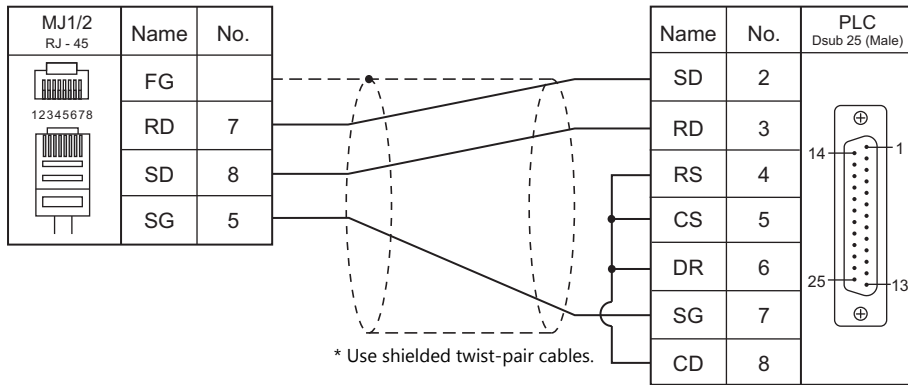 MJ1/2
RJ - 45
Name No.
12345678
FG
RD 7
SD 8
SG 5
* Use shielded twist-pair cables.
Name No.
PLC
Dsub 25 (Male)
SD 2
RD 3
RS 4
CS 5
DR 6
SG 7
CD 8
14 1
25 13